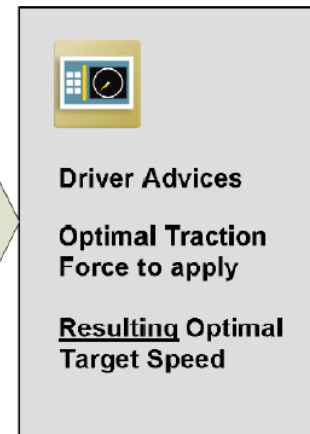 Driver Advices
Optimal Traction
Force to apply
Resulting Optimal
Target Speed